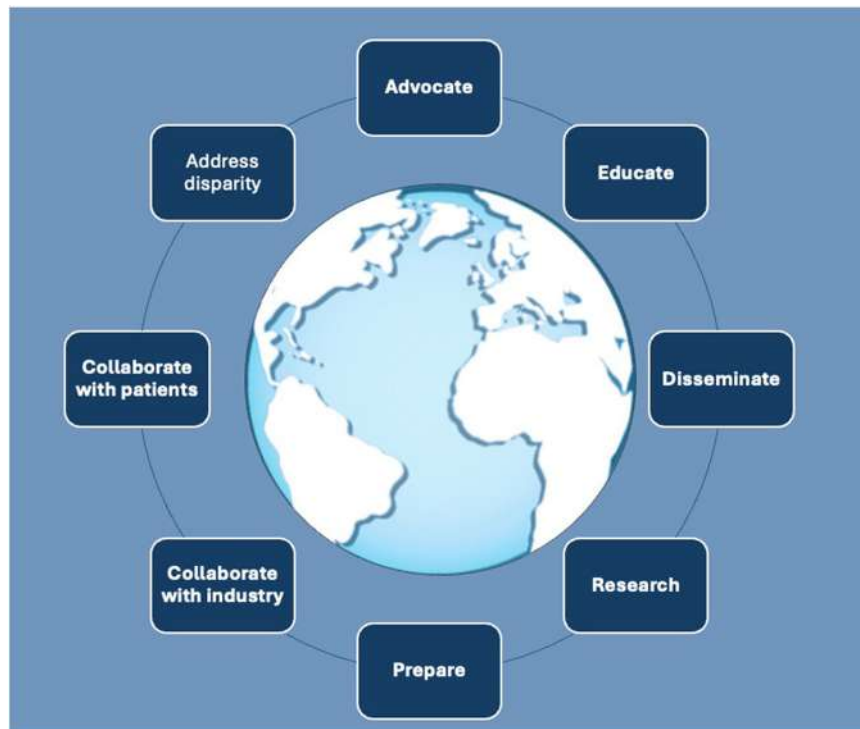 Advocate
Educate
Disseminate
Research
Prepare
Collaborate
with industry
Collaborate
with patients
Address
disparity